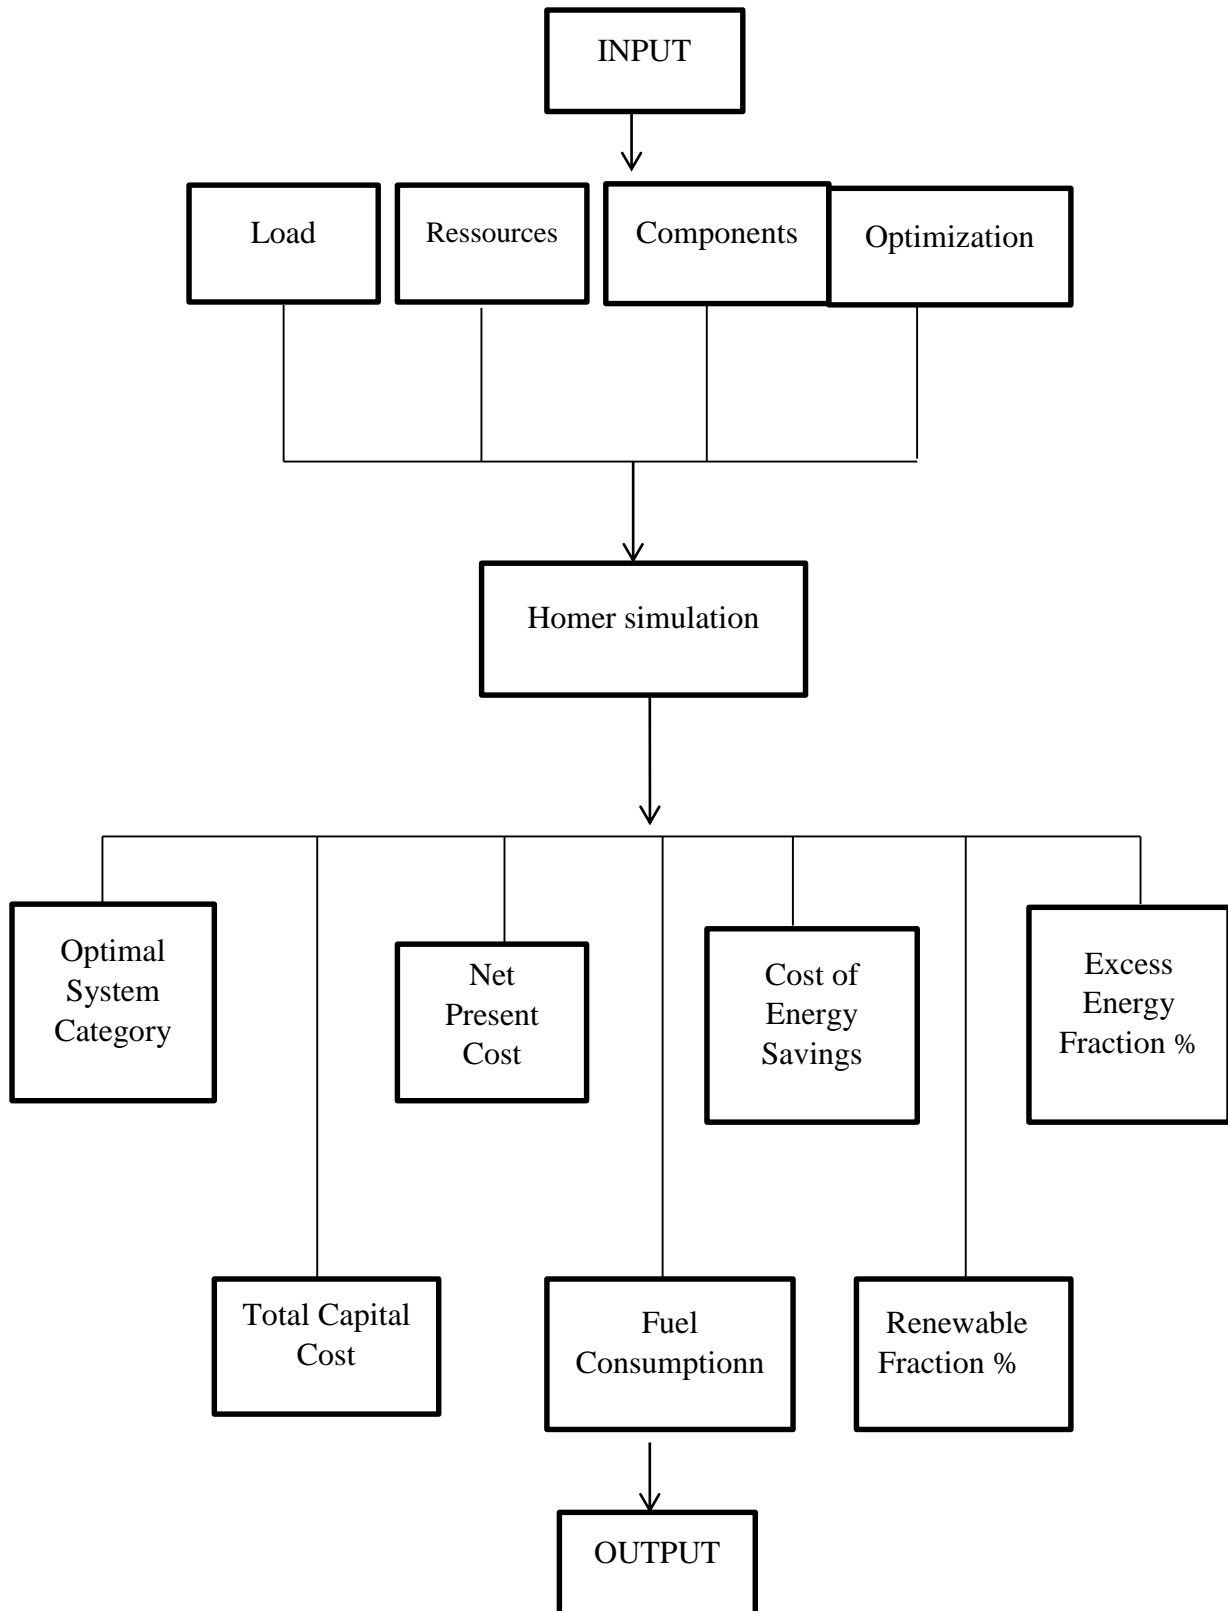 INPUT
Load
Ressources
Components
Optimization
Homer simulation
Optimal
System
Category
Net
Present
Cost
Cost of
Energy
Savings
Excess
Energy
Fraction %
Total Capital
Cost
Fuel
Consumptionn
Renewable
Fraction %
OUTPUT